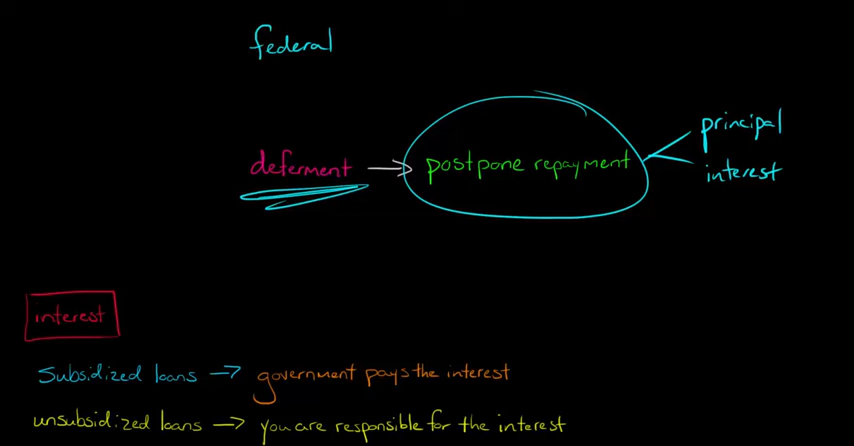 federal
deferment → postpone repayment
principal
interest
interest
Subsidized loans → government pays the interest
unsubsidized loans → you are responsible for the interest